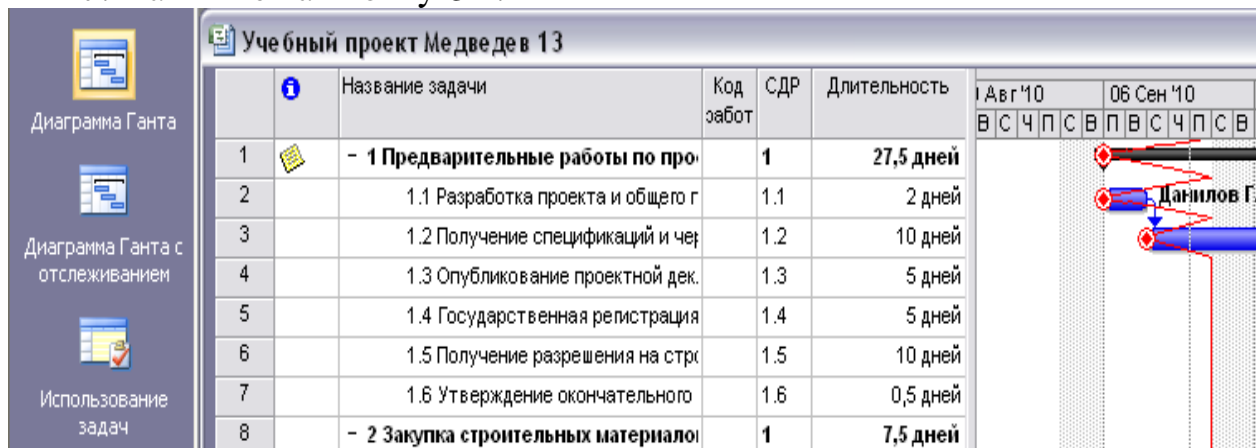 Учебный проект Медведев 13
Название задачи
Код работ
СДР
Длительность
Авг '10
06 Сен '10
В С Ч П С В П В С Ч П С В
Диаграмма Ганта
Диаграмма Ганта с
отслеживанием
Использование
задач
1 − 1 Предварительные работы по про 1 27,5 дней
2 1.1 Разработка проекта и общего г 1.1 2 дней
3 1.2 Получение спецификаций и чер 1.2 10 дней
4 1.3 Опубликование проектной дек. 1.3 5 дней
5 1.4 Государственная регистрация 1.4 5 дней
6 1.5 Получение разрешения на стро 1.5 10 дней
7 1.6 Утверждение окончательного 1.6 0,5 дней
8 − 2 Закупка строительных материало 1 7,5 дней
Данилов Г